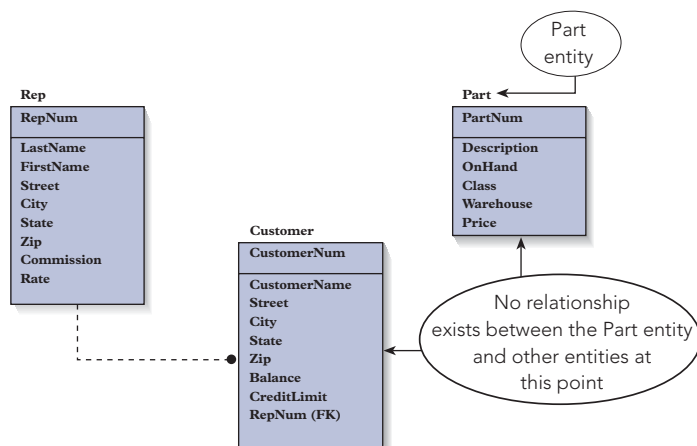 Part
entity
Rep
RepNum
LastName
FirstName
Street
City
State
Zip
Commission
Rate
Part
PartNum
Description
OnHand
Class
Warehouse
Price
Customer
CustomerNum
CustomerName
Street
City
State
Zip
Balance
CreditLimit
RepNum (FK)
No relationship
exists between the Part entity
and other entities at
this point